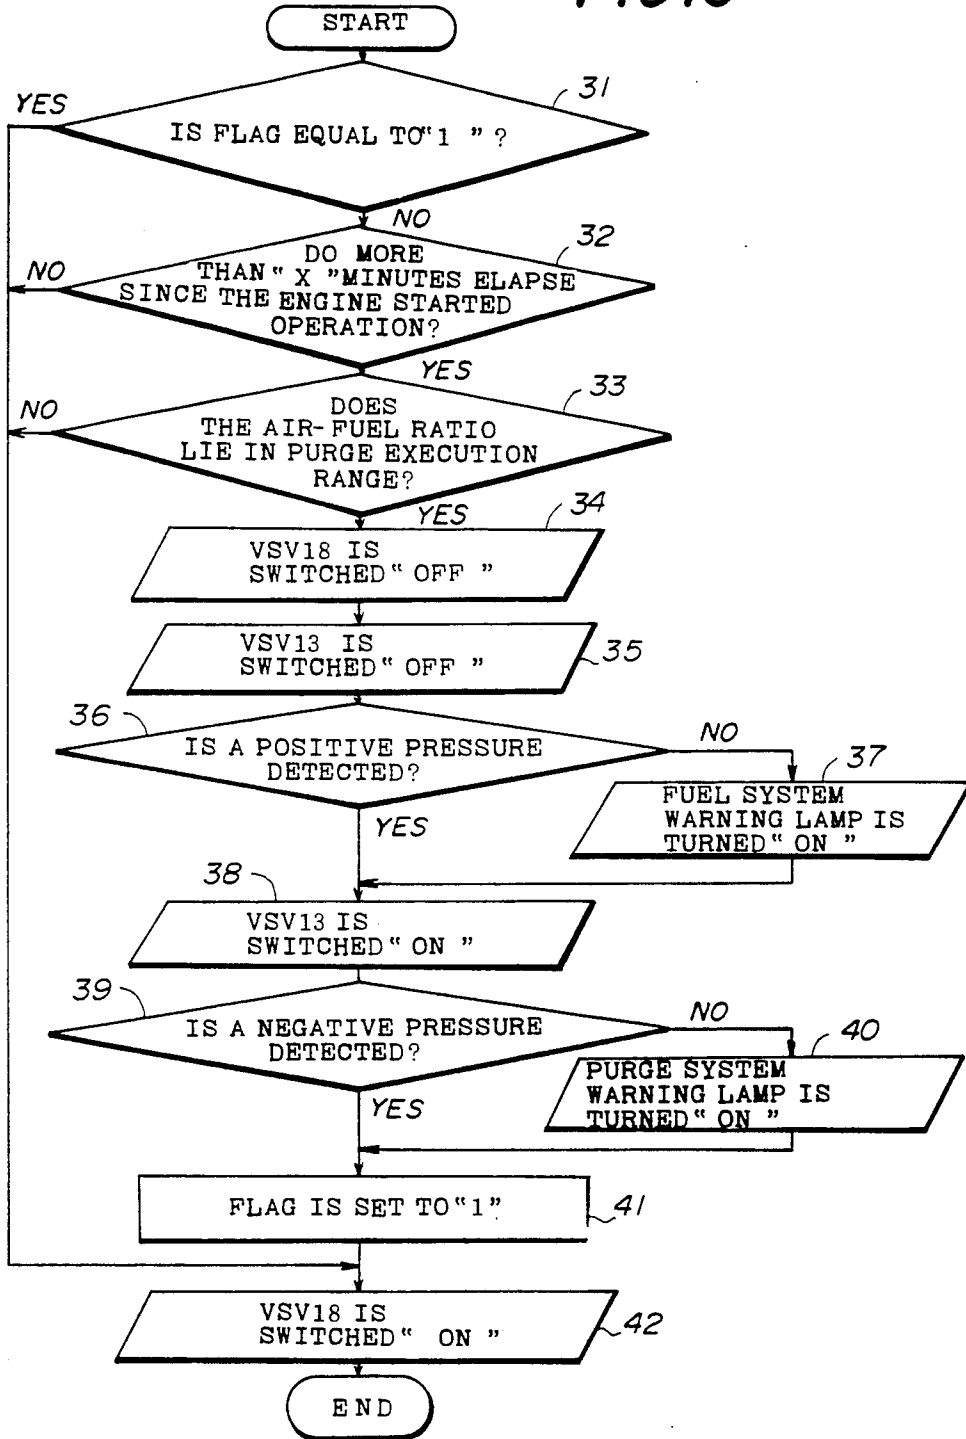 START
31
YES
IS FLAG EQUAL TO "1 " ?
NO
32
DO MORE
THAN " X " MINUTES ELAPSE
SINCE THE ENGINE STARTED
OPERATION?
NO
YES
33
DOES
THE AIR-FUEL RATIO
LIE IN PURGE EXECUTION
RANGE?
NO
YES
34
VSV18 IS
SWITCHED " OFF "
VSV13 IS
SWITCHED " OFF "
35
36
IS A POSITIVE PRESSURE
DETECTED?
NO
YES
37
FUEL SYSTEM
WARNING LAMP IS
TURNED " ON "
38
VSV13 IS
SWITCHED " ON "
39
IS A NEGATIVE PRESSURE
DETECTED?
NO
YES
40
PURGE SYSTEM
WARNING LAMP IS
TURNED " ON "
FLAG IS SET TO "1"
41
VSV18 IS
SWITCHED " ON "
42
END